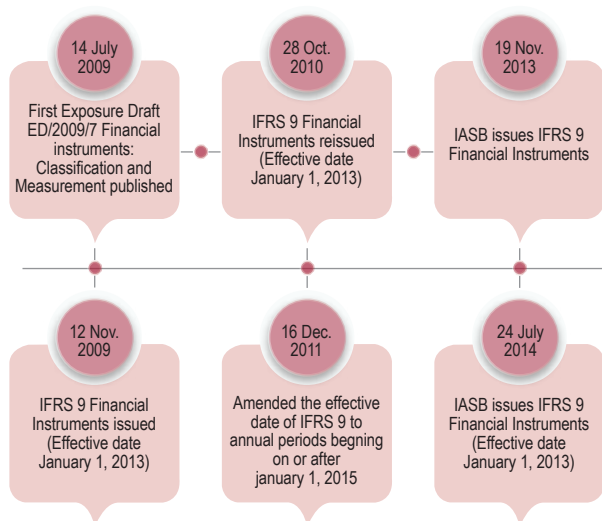 14 July
2009
First Exposure Draft
ED/2009/7 Financial
instruments:
Classification and
Measurement published
28 Oct.
2010
IFRS 9 Financial
Instruments reissued
(Effective date
January 1, 2013)
19 Nov.
2013
IASB issues IFRS 9
Financial Instruments
12 Nov.
2009
IFRS 9 Financial
Instruments issued
(Effective date
January 1, 2013)
16 Dec.
2011
Amended the effective
date of IFRS 9 to
annual periods begning
on or after
january 1, 2015
24 July
2014
IASB issues IFRS 9
Financial Instruments
(Effective date
January 1, 2013)